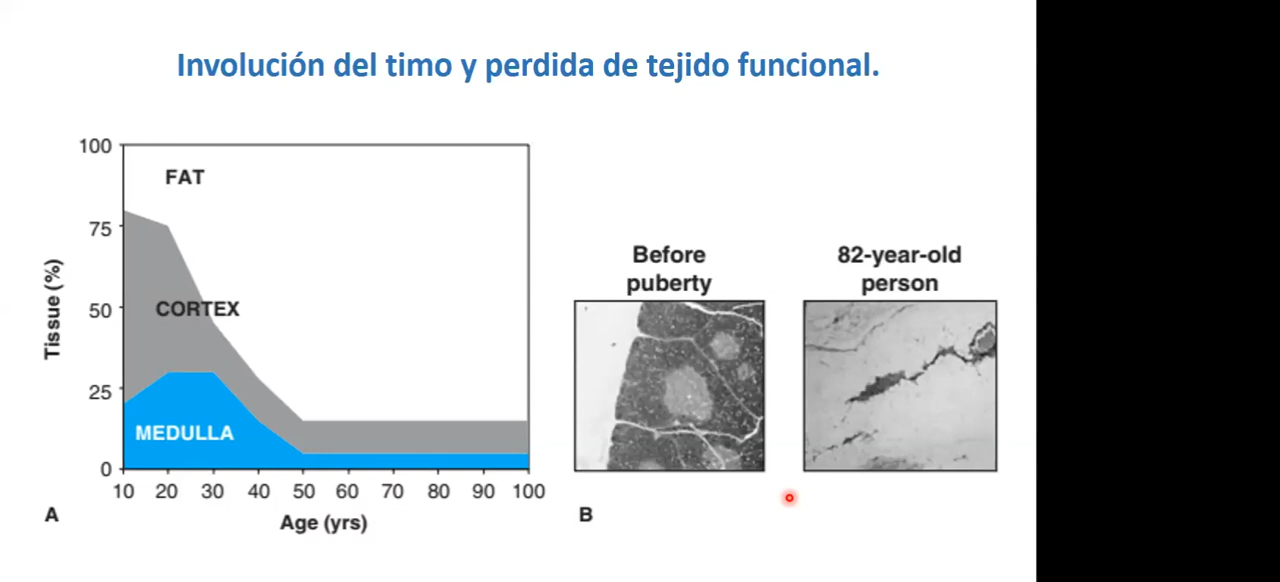 Involución del timo y perdida de tejido funcional.
100
75
50
25
0
Tissue (%)
FAT
CORTEX
MEDULLA
10 20 30 40 50 60 70 80 90 100
Age (yrs)
A
Before
puberty
82-year-old
person
B